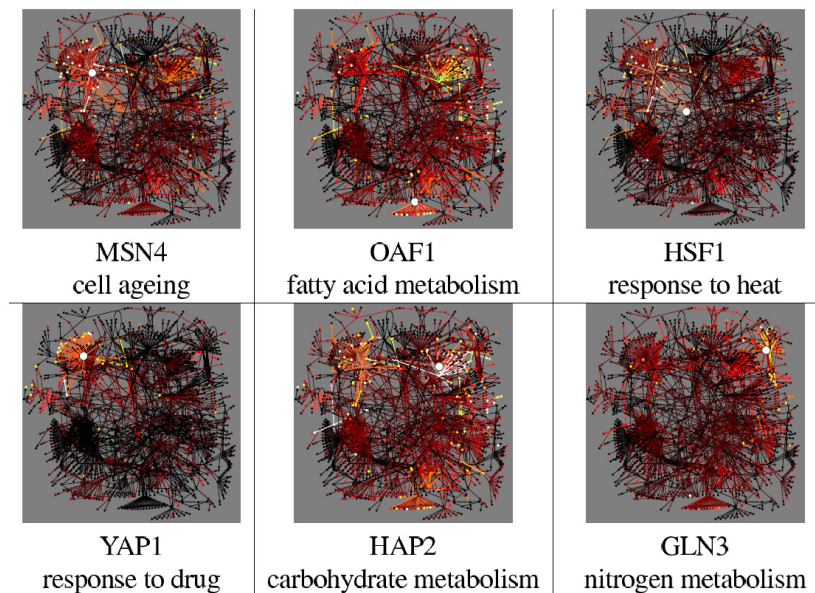 MSN4
cell ageing
OAF1
fatty acid metabolism
HSF1
response to heat
YAP1
response to drug
HAP2
carbohydrate metabolism
GLN3
nitrogen metabolism